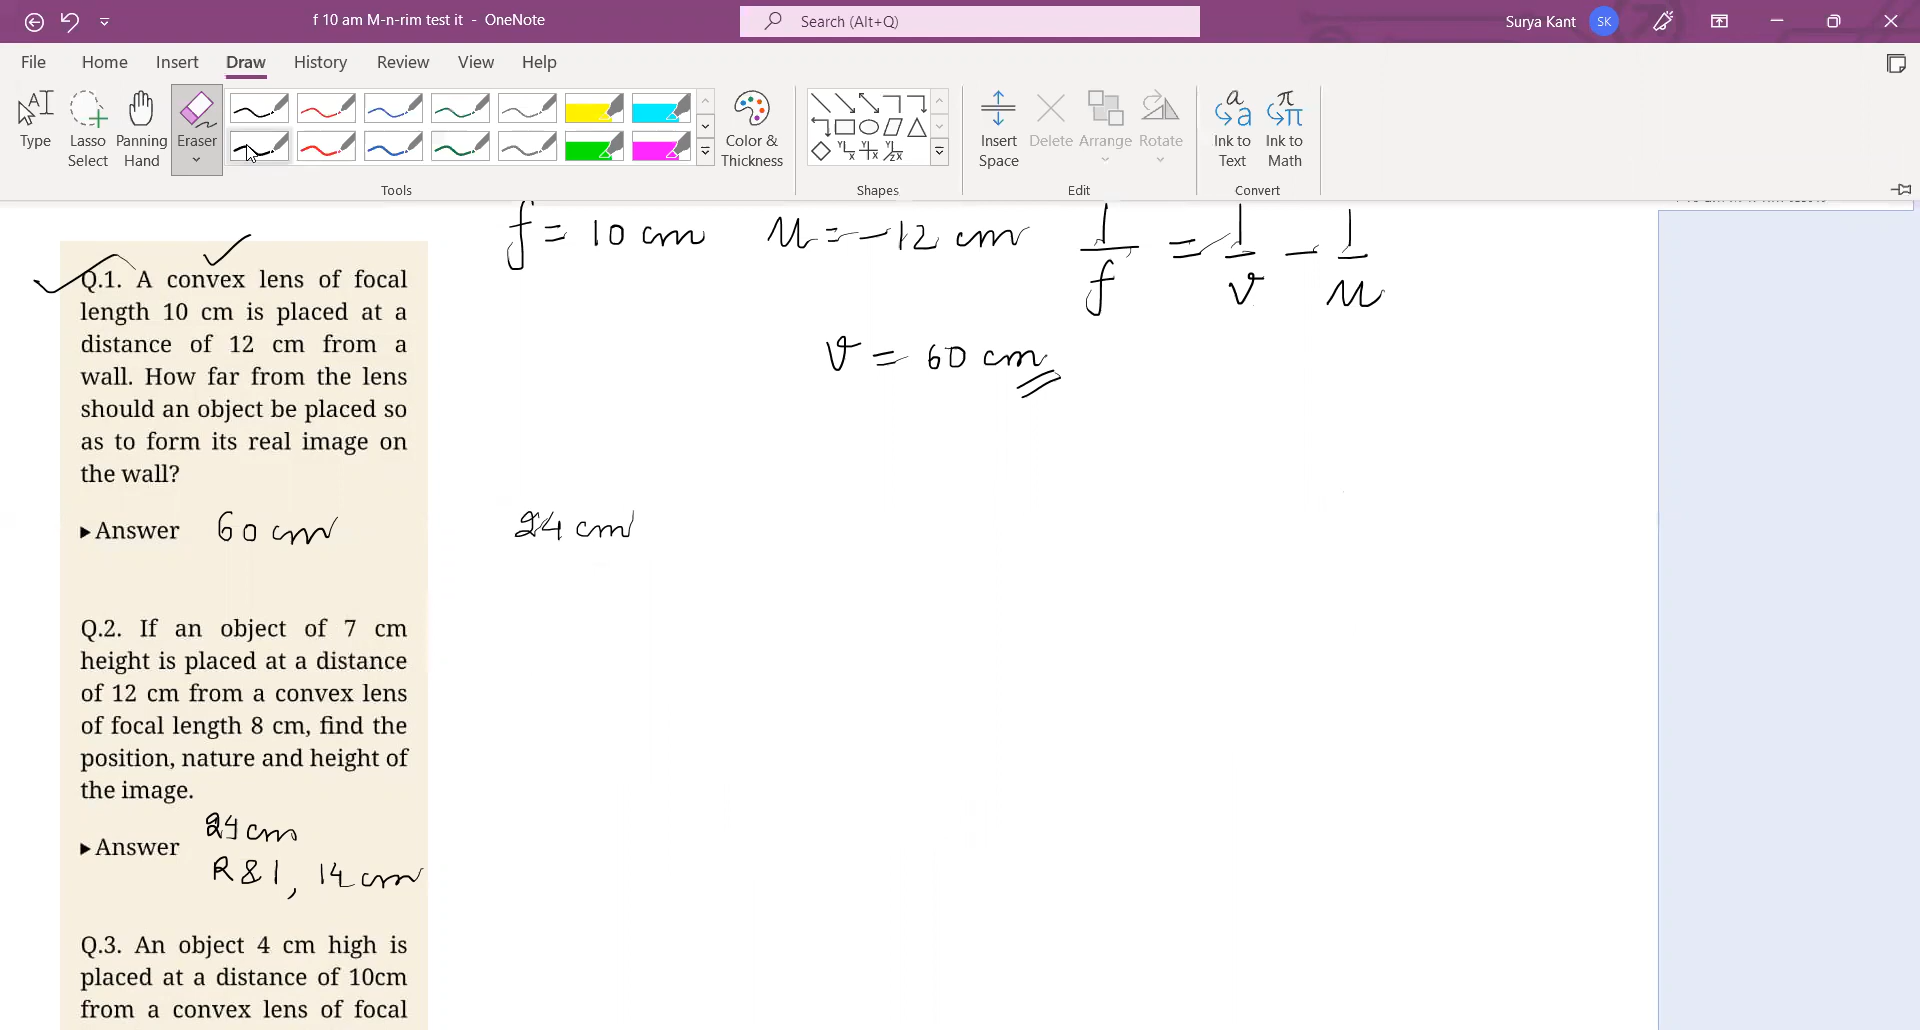 f 10 am M-n-rim test it - OneNote
Search (Alt+Q)
Surya Kant
SK
File Home Insert Draw History Review View Help
Type
Lasso Select
Panning Hand
Eraser
Color & Thickness
Insert Space
Delete
Arrange
Rotate
Ink to Text
Ink to Math
Tools
Shapes
Edit
Convert
f = 10 cm u = -12 cm 1/f = 1/v - 1/u
v = 60 cm
Q.1. A convex lens of focal
length 10 cm is placed at a
distance of 12 cm from a
wall. How far from the lens
should an object be placed so
as to form its real image on
the wall?
▸Answer 60 cm
24 cm
Q.2. If an object of 7 cm
height is placed at a distance
of 12 cm from a convex lens
of focal length 8 cm, find the
position, nature and height of
the image.
24 cm
▸Answer
R & I, 14 cm
Q.3. An object 4 cm high is
placed at a distance of 10cm
from a convex lens of focal